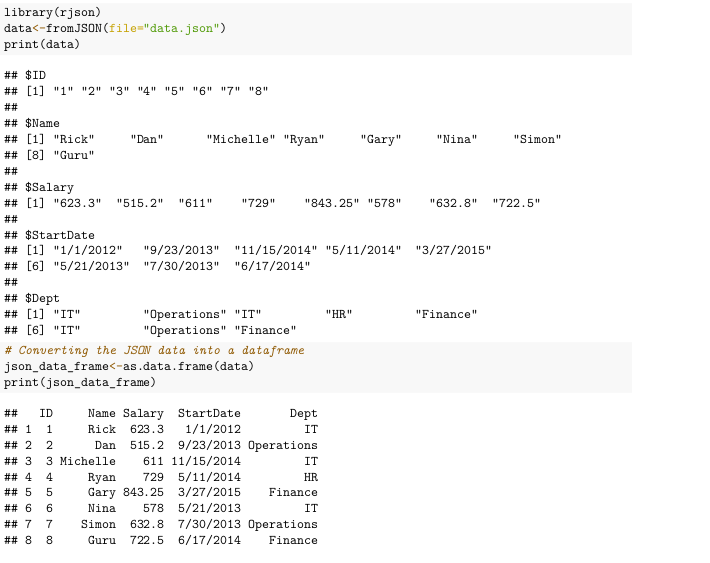 library(rjson)
data<-fromJSON(file="data.json")
print(data)
## $ID
## [1] "1" "2" "3" "4" "5" "6" "7" "8"
##
## $Name
## [1] "Rick"     "Dan"      "Michelle" "Ryan"     "Gary"     "Nina"     "Simon"
## [8] "Guru"
##
## $Salary
## [1] "623.3"  "515.2"  "611"    "729"    "843.25" "578"    "632.8"  "722.5"
##
## $StartDate
## [1] "1/1/2012"   "9/23/2013"  "11/15/2014" "5/11/2014"  "3/27/2015"
## [6] "5/21/2013"  "7/30/2013"  "6/17/2014"
##
## $Dept
## [1] "IT"         "Operations" "IT"         "HR"         "Finance"
## [6] "IT"         "Operations" "Finance"
# Converting the JSON data into a dataframe
json_data_frame<-as.data.frame(data)
print(json_data_frame)
##   ID     Name Salary  StartDate       Dept
## 1  1     Rick  623.3   1/1/2012         IT
## 2  2      Dan  515.2  9/23/2013 Operations
## 3  3 Michelle    611 11/15/2014         IT
## 4  4     Ryan    729  5/11/2014         HR
## 5  5     Gary 843.25  3/27/2015    Finance
## 6  6     Nina    578  5/21/2013         IT
## 7  7    Simon  632.8  7/30/2013 Operations
## 8  8     Guru  722.5  6/17/2014    Finance